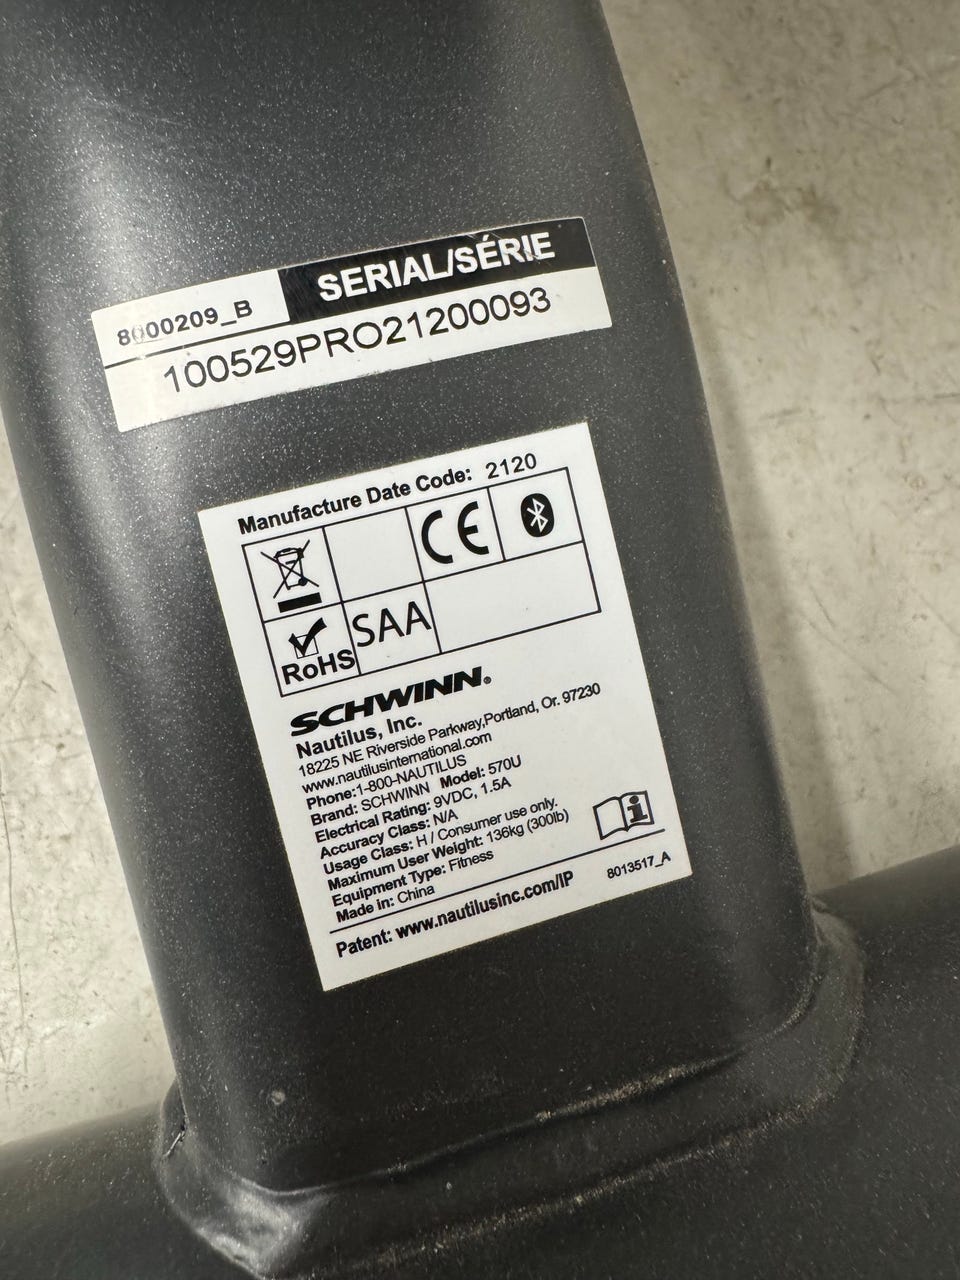 8000209_B SERIAL/SÉRIE
100529PRO21200093
Manufacture Date Code: 2120
CE
RoHS SAA
SCHWINN®
Nautilus, Inc.
18225 NE Riverside Parkway,Portland, Or. 97230
www.nautilusinternational.com
Phone:1-800-NAUTILUS
Brand: SCHWINN Model: 570U
Electrical Rating: 9VDC, 1.5A
Accuracy Class: N/A
Usage Class: H / Consumer use only.
Maximum User Weight: 136kg (300lb)
Equipment Type: Fitness
Made in: China 8013517_A
Patent: www.nautilusinc.com/IP